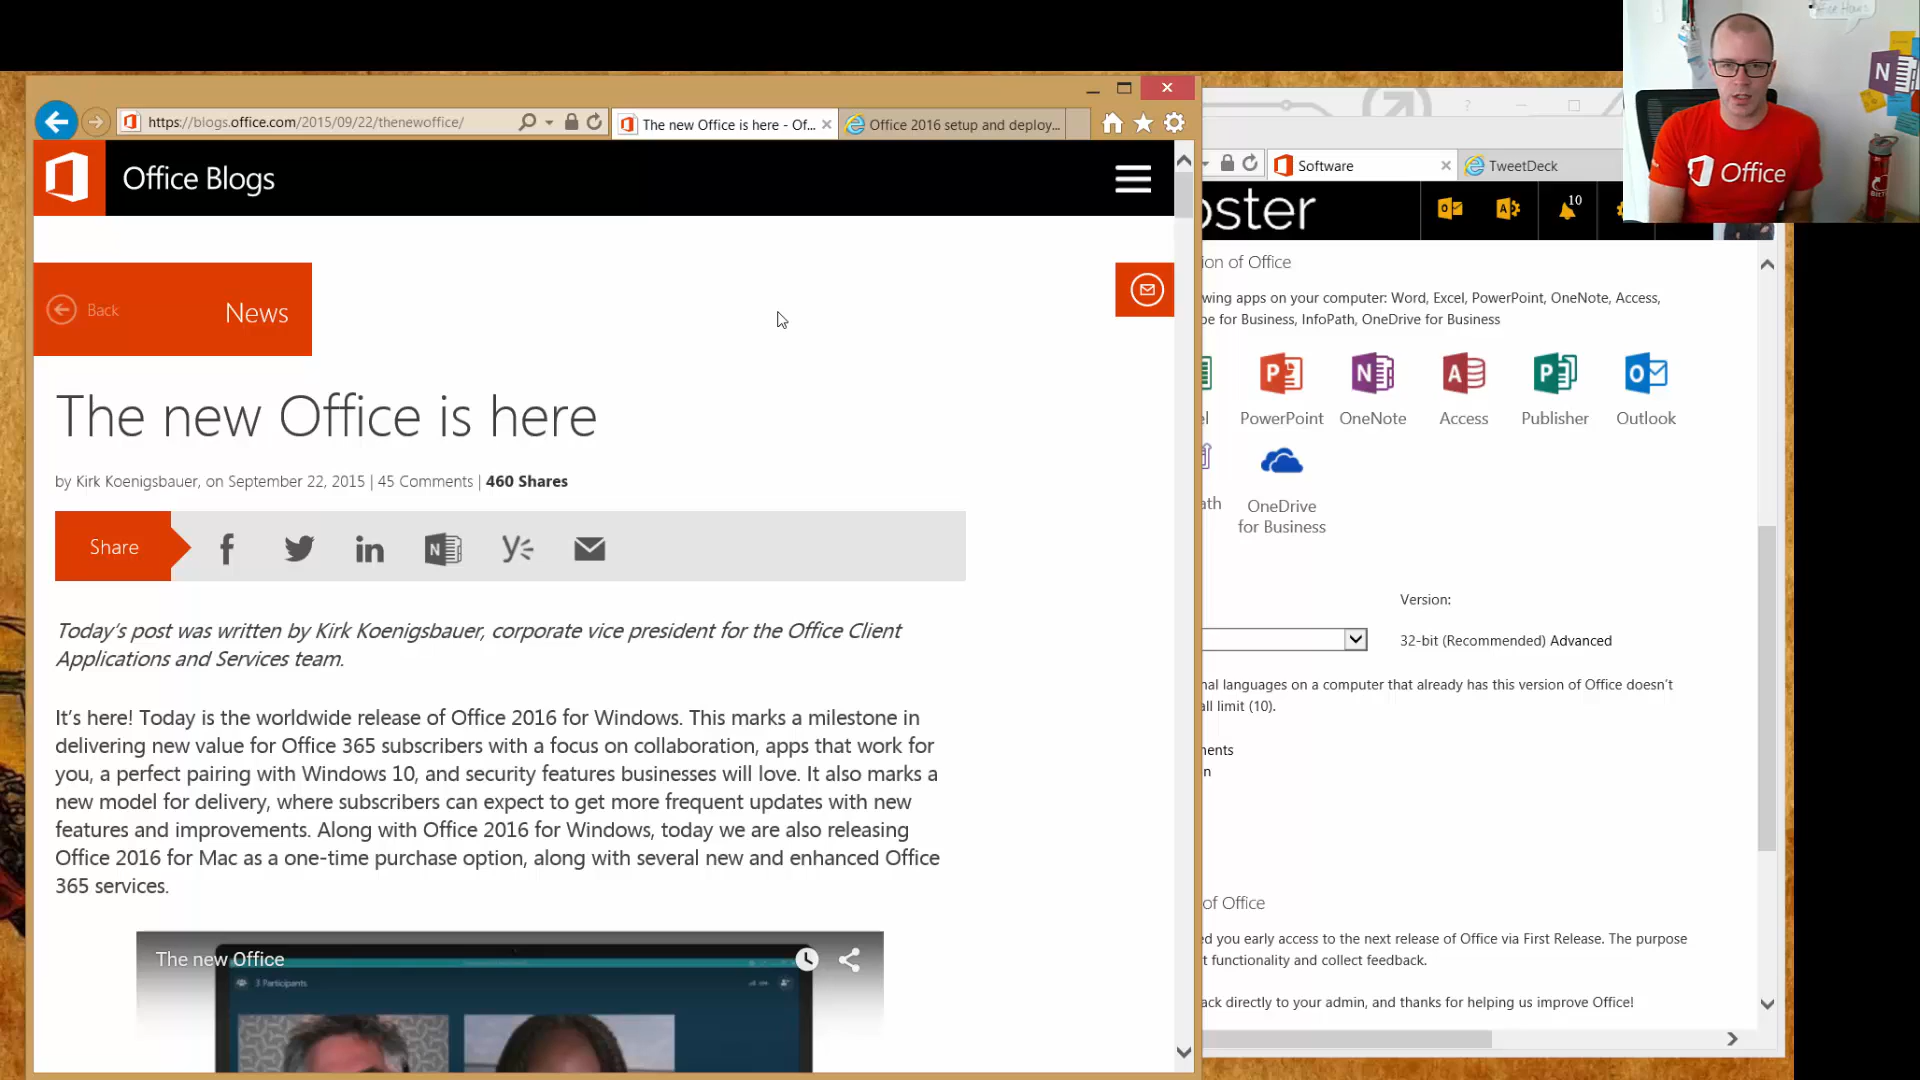 https://blogs.office.com/2015/09/22/thenewoffice/
The new Office is here - Of...
Office 2016 setup and deploy...
Office Blogs
Back
News
The new Office is here
by Kirk Koenigsbauer, on September 22, 2015 | 45 Comments | 460 Shares
Share
Today's post was written by Kirk Koenigsbauer, corporate vice president for the Office Client
Applications and Services team.
It's here! Today is the worldwide release of Office 2016 for Windows. This marks a milestone in
delivering new value for Office 365 subscribers with a focus on collaboration, apps that work for
you, a perfect pairing with Windows 10, and security features businesses will love. It also marks a
new model for delivery, where subscribers can expect to get more frequent updates with new
features and improvements. Along with Office 2016 for Windows, today we are also releasing
Office 2016 for Mac as a one-time purchase option, along with several new and enhanced Office
365 services.
The new Office
3 Participants
Software
TweetDeck
oster
10
ion of Office
wing apps on your computer: Word, Excel, PowerPoint, OneNote, Access,
pe for Business, InfoPath, OneDrive for Business
el
PowerPoint
OneNote
Access
Publisher
Outlook
ath
OneDrive
for Business
Version:
32-bit (Recommended) Advanced
nal languages on a computer that already has this version of Office doesn't
all limit (10).
nents
n
of Office
ed you early access to the next release of Office via First Release. The purpose
t functionality and collect feedback.
ack directly to your admin, and thanks for helping us improve Office!
Office
N